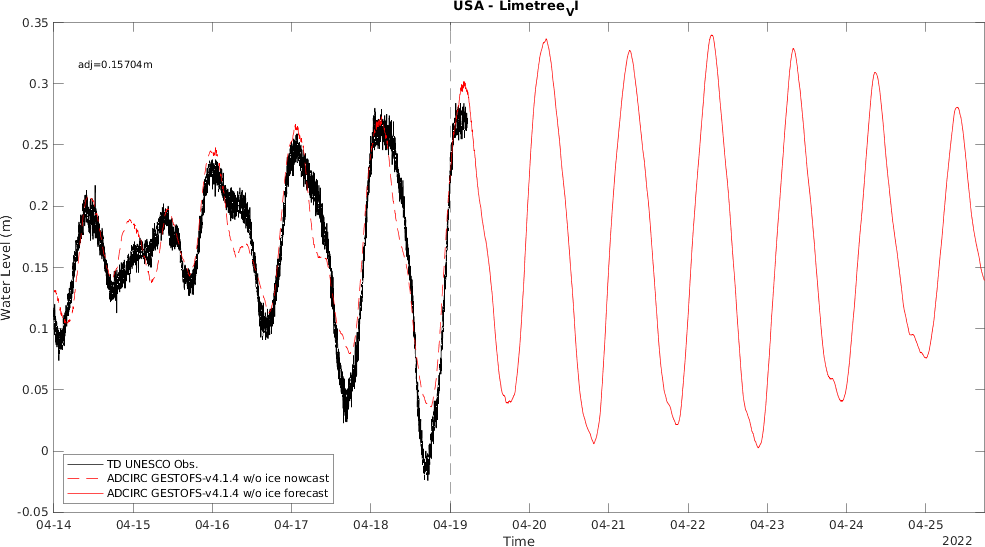 USA - LimetreeVI
0.35
adj=0.15704m
0.3
0.25
0.2
0.15
0.1
0.05
0
-0.05
Water Level (m)
TD UNESCO Obs.
ADCIRC GESTOFS-v4.1.4 w/o ice nowcast
ADCIRC GESTOFS-v4.1.4 w/o ice forecast
04-14 04-15 04-16 04-17 04-18 04-19 04-20 04-21 04-22 04-23 04-24 04-25
Time
2022